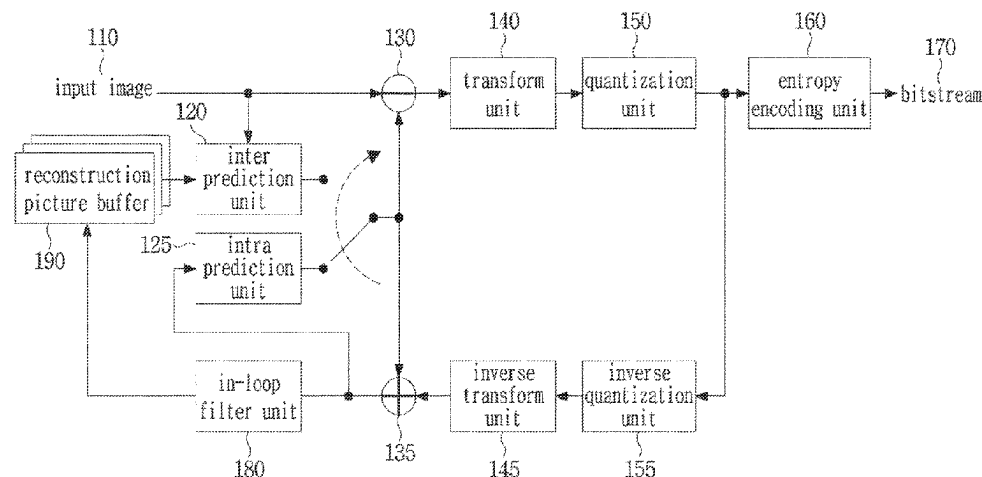 110
input image
130
140
transform
unit
150
quantization
unit
160
entropy
encoding unit
170
bitstream
120
inter
prediction
unit
reconstruction
picture buffer
190
125
intra
prediction
unit
in-loop
filter unit
180
135
inverse
transform
unit
145
inverse
quantization
unit
155